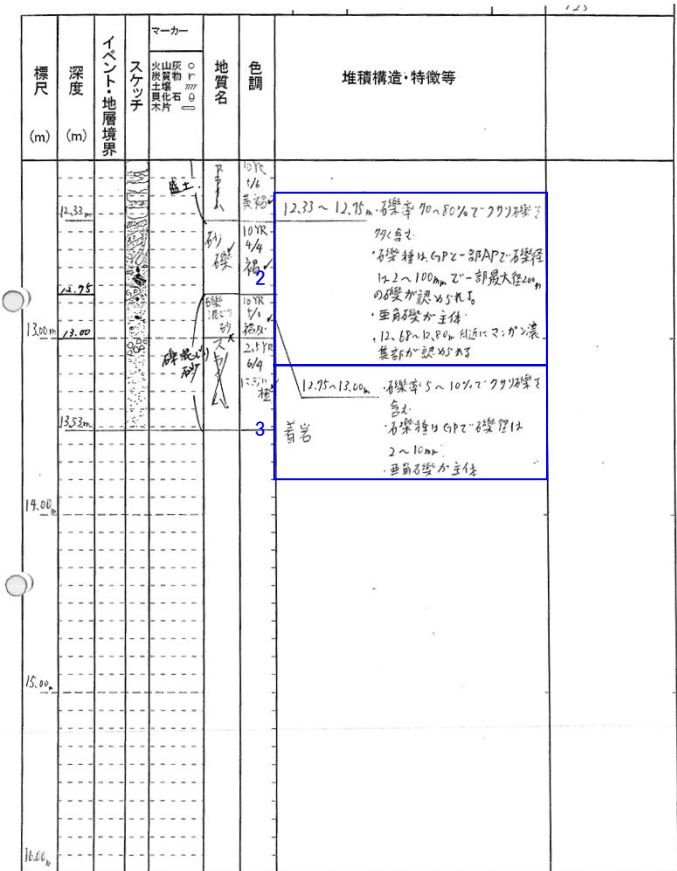 マーカー
標尺
(m)
深度
(m)
イベント・地層境界
スケッチ
火山灰
炭質物
土壌
貝化石
木片
地質名
色調
堆積構造・特徴等
盛土
10YR
黄褐
12.33m
12.33～12.75m ・礫率70～80%でクサリ礫を
多く含む
・礫種は、GPと一部APで礫径
は2～100mmで一部最大径200mm
の礫が認められる
・亜角礫が主体
・12.68～12.80m付近にマンガン濃
集部が認められる
砂
礫
10YR
4/4
褐
2
12.75
礫
混じり
砂
10YR
5/1
褐灰
13.00m
13.00
礫混じり
砂
2.5YR
6/4
にぶい
橙
12.95～13.00m ・礫率5～10%でクサリ礫を
含む
・礫種はGPで礫径は
2～10mm
・亜角礫が主体
3
着岩
13.53m
14.00m
15.00m
16.00m